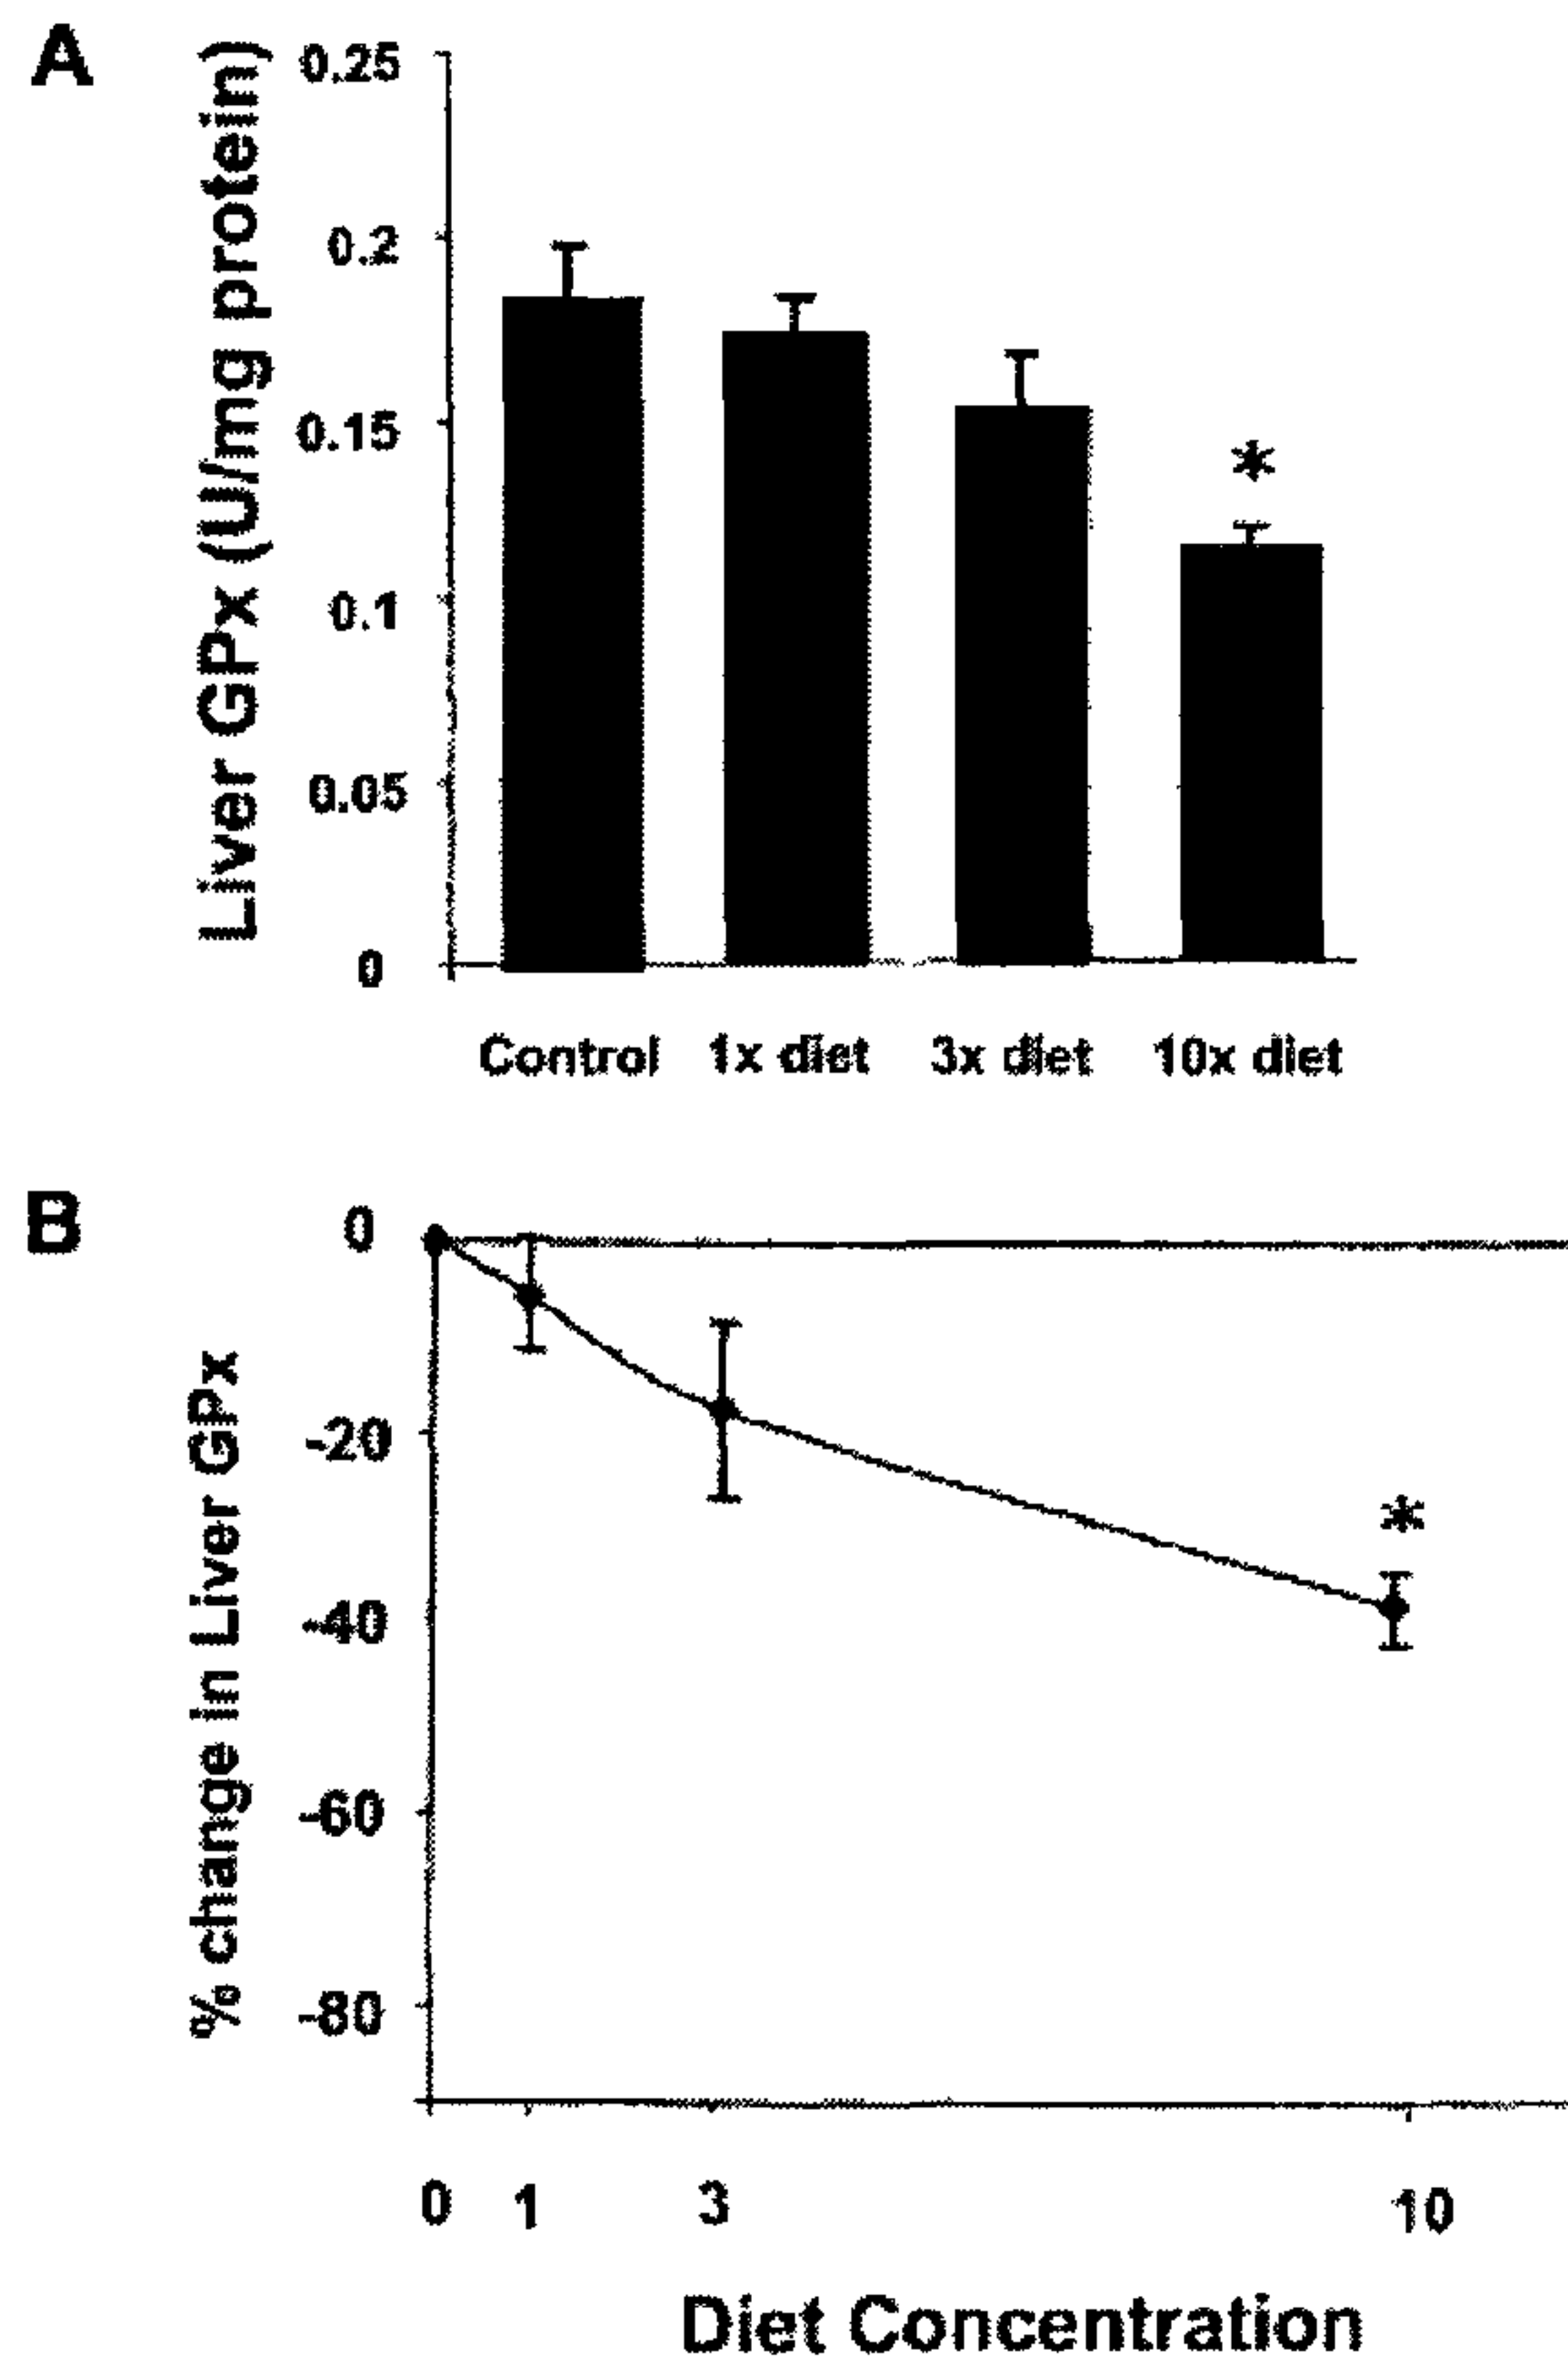 A
Liver GPx (U/mg protein)
0.25
0.2
0.15
*
0.1
0.05
0
Control 1x diet 3x diet 10x diet
B
% change in Liver GPx
0
-20
*
-40
-60
-80
0 1 3 10
Diet Concentration